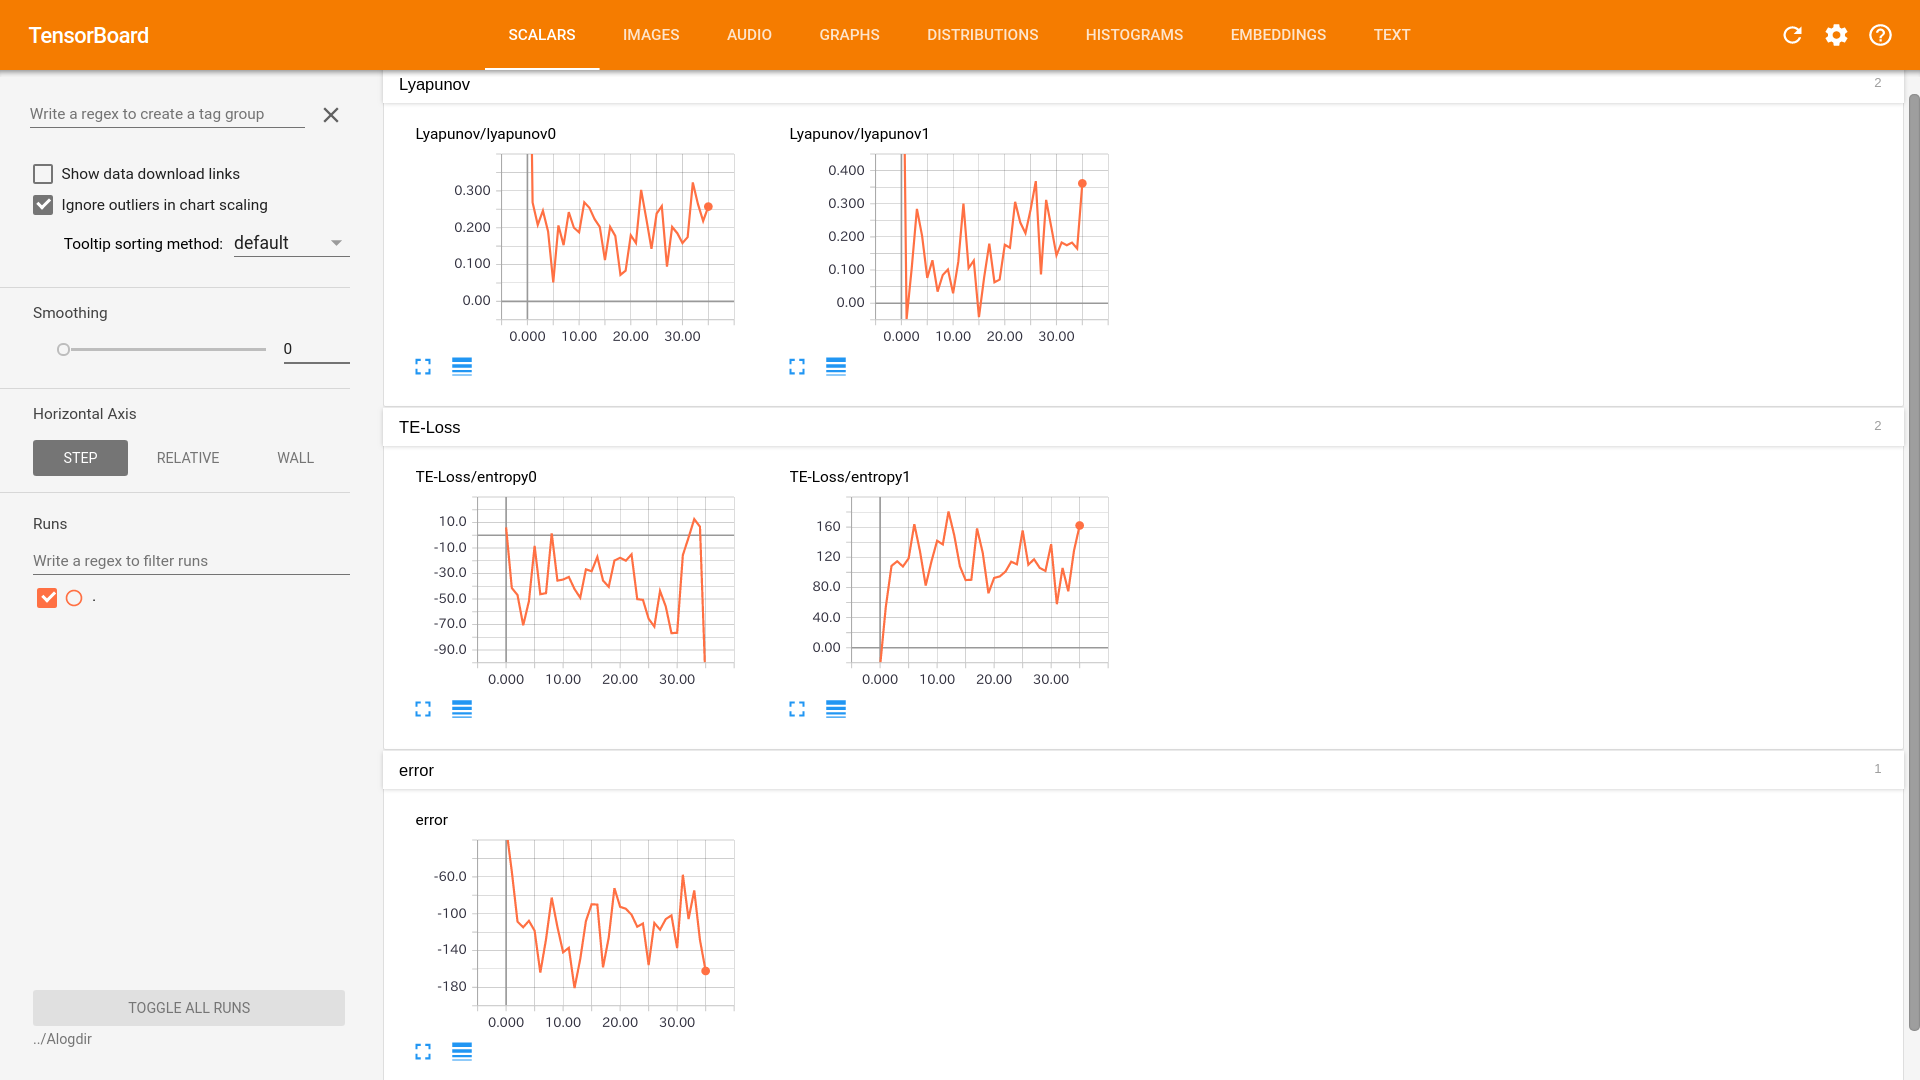 TensorBoard
SCALARS IMAGES AUDIO GRAPHS DISTRIBUTIONS HISTOGRAMS EMBEDDINGS TEXT
Write a regex to create a tag group
Show data download links
Ignore outliers in chart scaling
Tooltip sorting method: default
Smoothing
0
Horizontal Axis
STEP RELATIVE WALL
Runs
Write a regex to filter runs
.
TOGGLE ALL RUNS
../Alogdir
Lyapunov 2
Lyapunov/lyapunov0
0.300
0.200
0.100
0.00
0.000 10.00 20.00 30.00
Lyapunov/lyapunov1
0.400
0.300
0.200
0.100
0.00
0.000 10.00 20.00 30.00
TE-Loss 2
TE-Loss/entropy0
10.0
-10.0
-30.0
-50.0
-70.0
-90.0
0.000 10.00 20.00 30.00
TE-Loss/entropy1
160
120
80.0
40.0
0.00
0.000 10.00 20.00 30.00
error 1
error
-60.0
-100
-140
-180
0.000 10.00 20.00 30.00